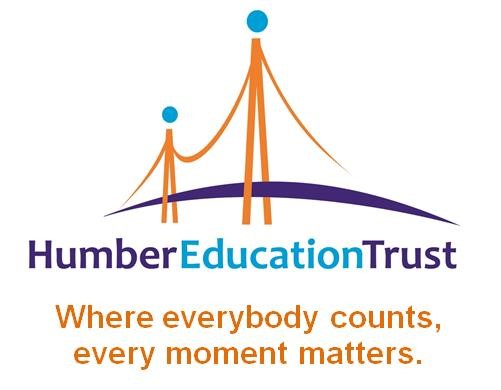 HumberEducationTrust
Where everybody counts,
every moment matters.